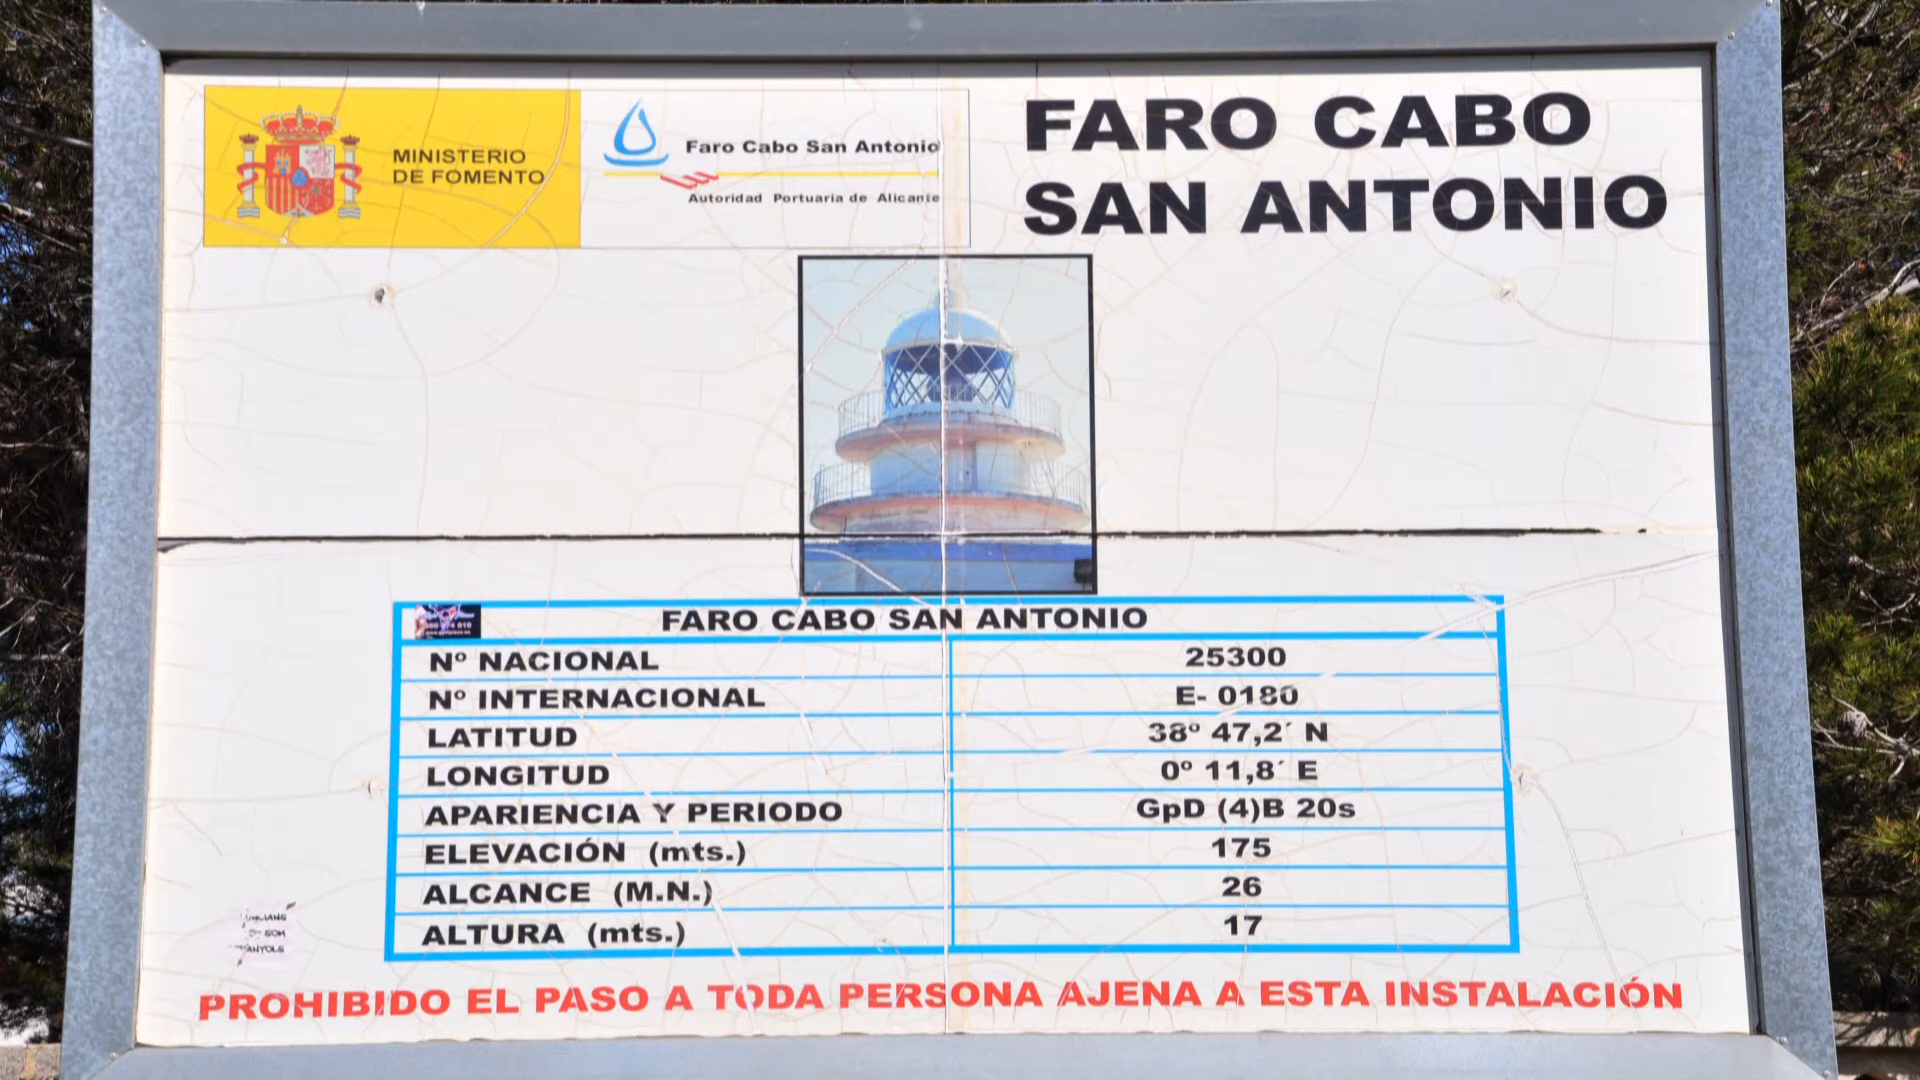 MINISTERIO
DE FOMENTO
Faro Cabo San Antonio
Autoridad Portuaria de Alicante
FARO CABO
SAN ANTONIO
FARO CABO SAN ANTONIO
Nº NACIONAL 25300
Nº INTERNACIONAL E- 0180
LATITUD 38º 47,2´ N
LONGITUD 0º 11,8´ E
APARIENCIA Y PERIODO GpD (4)B 20s
ELEVACIÓN (mts.) 175
ALCANCE (M.N.) 26
ALTURA (mts.) 17
SOM
PROHIBIDO EL PASO A TODA PERSONA AJENA A ESTA INSTALACIÓN